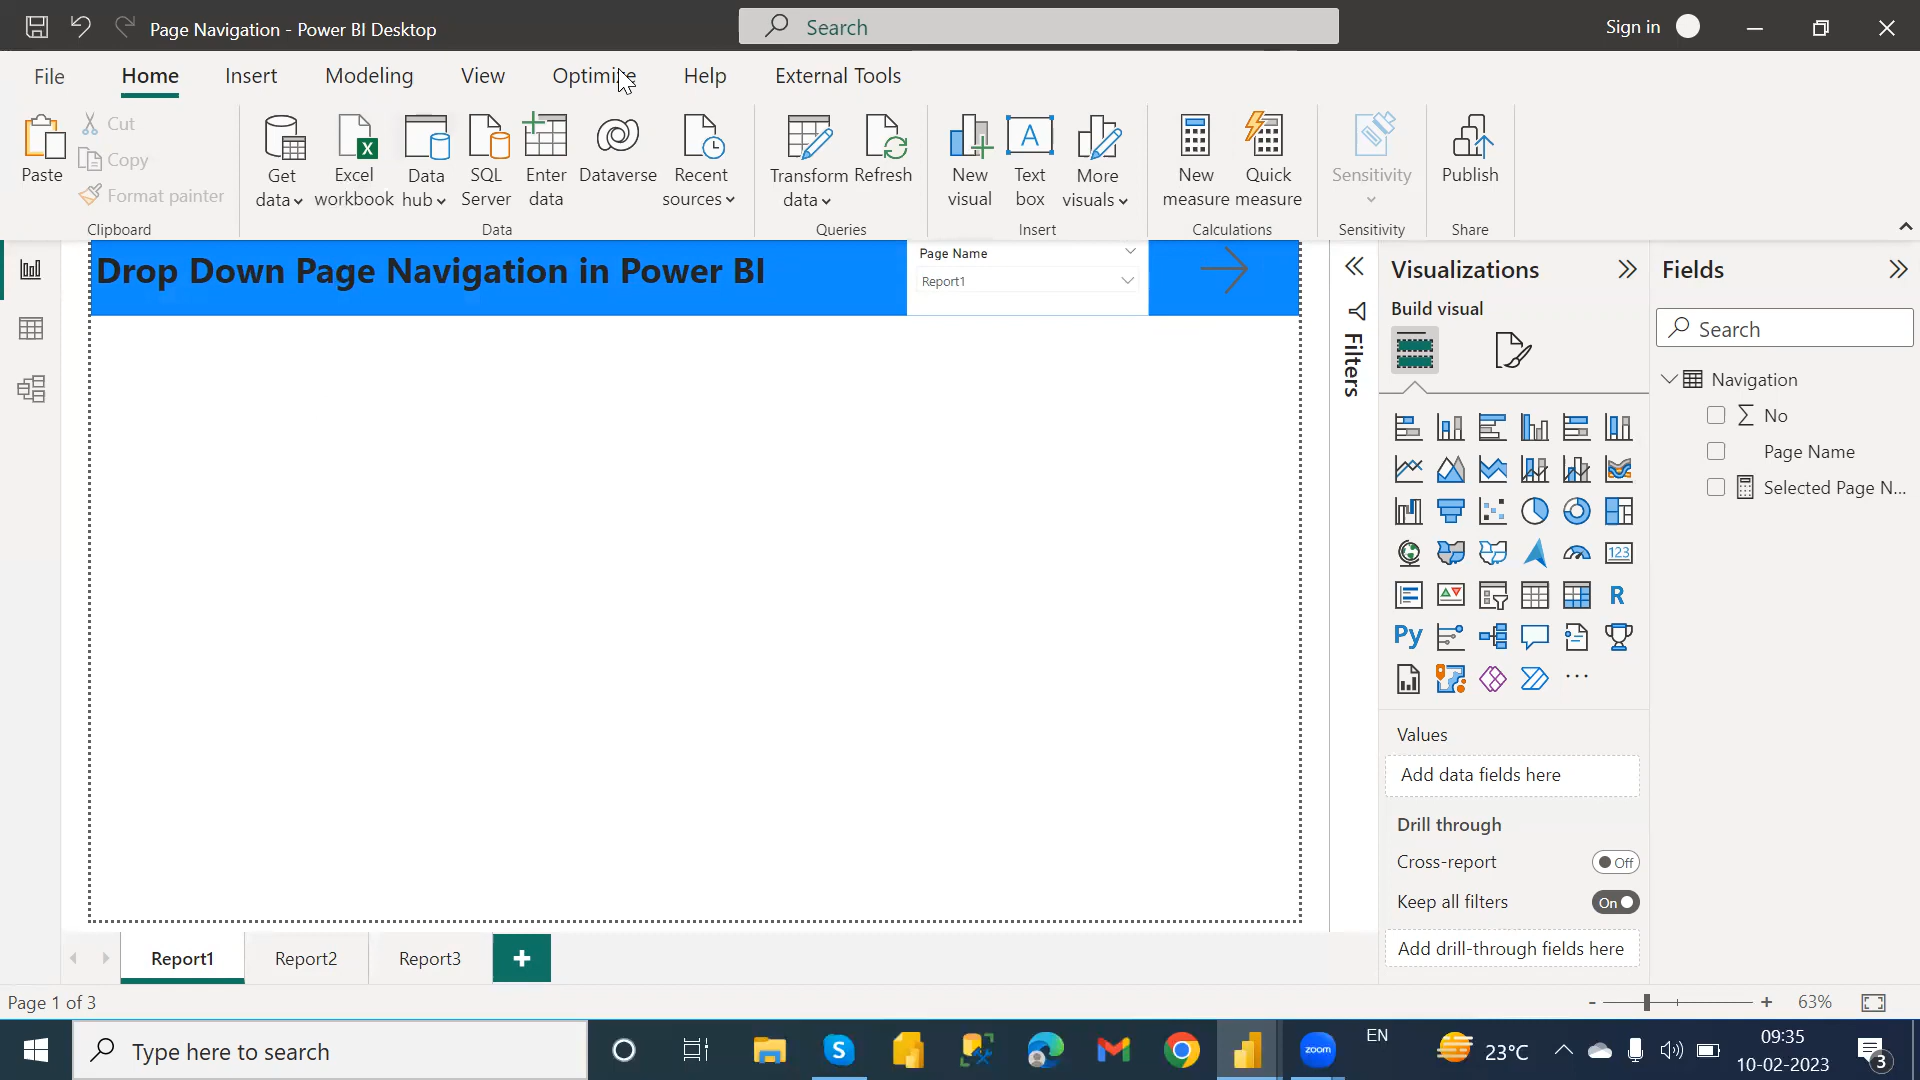 Page Navigation - Power BI Desktop
Search
Sign in
File
Home
Insert
Modeling
View
Optimize
Help
External Tools
Paste
Cut
Copy
Format painter
Clipboard
Get data
Excel workbook
Data hub
SQL Server
Enter data
Dataverse
Recent sources
Data
Transform data
Refresh
Queries
New visual
A
Text box
More visuals
Insert
New measure
Quick measure
Calculations
Sensitivity
Sensitivity
Publish
Share
Drop Down Page Navigation in Power BI
Page Name
Report1
Filters
Visualizations
Build visual
123
R
Py
Values
Add data fields here
Drill through
Cross-report
Off
Keep all filters
On
Add drill-through fields here
Fields
Search
Navigation
No
Page Name
Selected Page N...
Report1
Report2
Report3
Page 1 of 3
63%
Type here to search
S
zoom
EN
23°C
09:35
10-02-2023
3